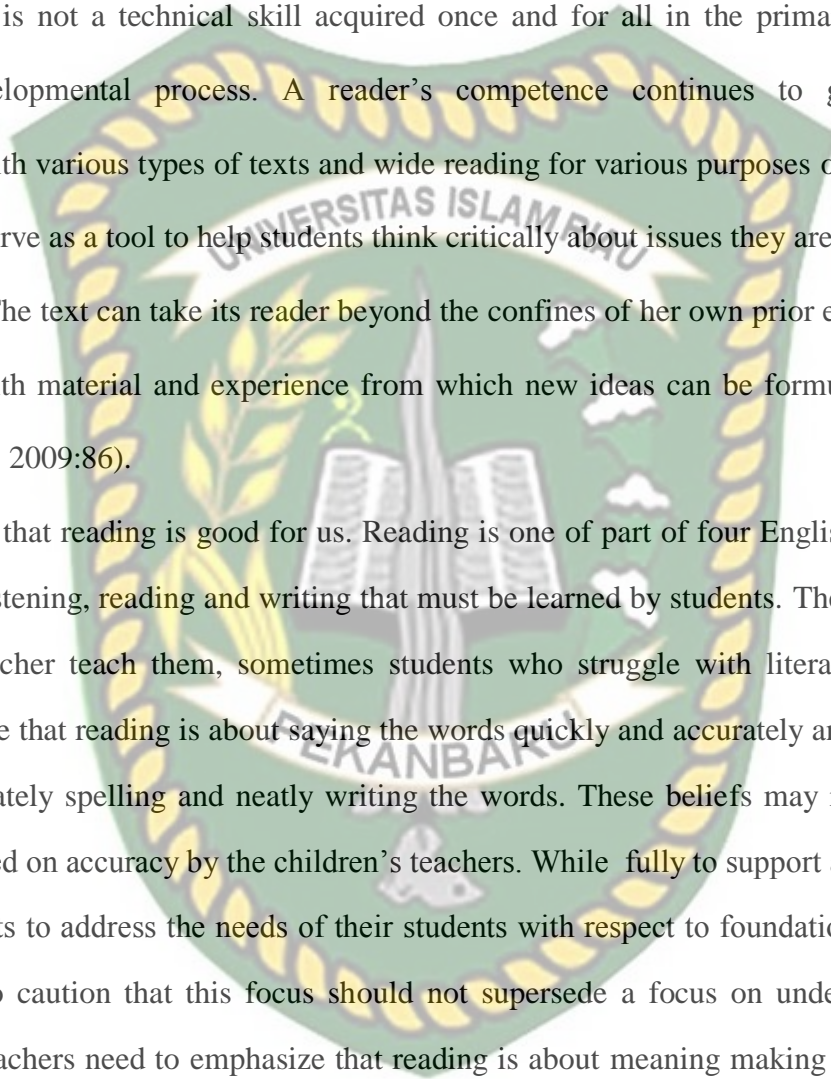 is not a technical skill acquired once and for all in the prima
elopmental process. A reader's competence continues to g
th various types of texts and wide reading for various purposes o
rve as a tool to help students think critically about issues they are
The text can take its reader beyond the confines of her own prior e
th material and experience from which new ideas can be formu
2009:86).
that reading is good for us. Reading is one of part of four Englis
stening, reading and writing that must be learned by students. The
cher teach them, sometimes students who struggle with litera
e that reading is about saying the words quickly and accurately an
ately spelling and neatly writing the words. These beliefs may
ed on accuracy by the children's teachers. While fully to support
ts to address the needs of their students with respect to foundatio
o caution that this focus should not supersede a focus on unde
achers need to emphasize that reading is about meaning making
UNIVERSITAS ISLAM RIAU
PEKANBARU